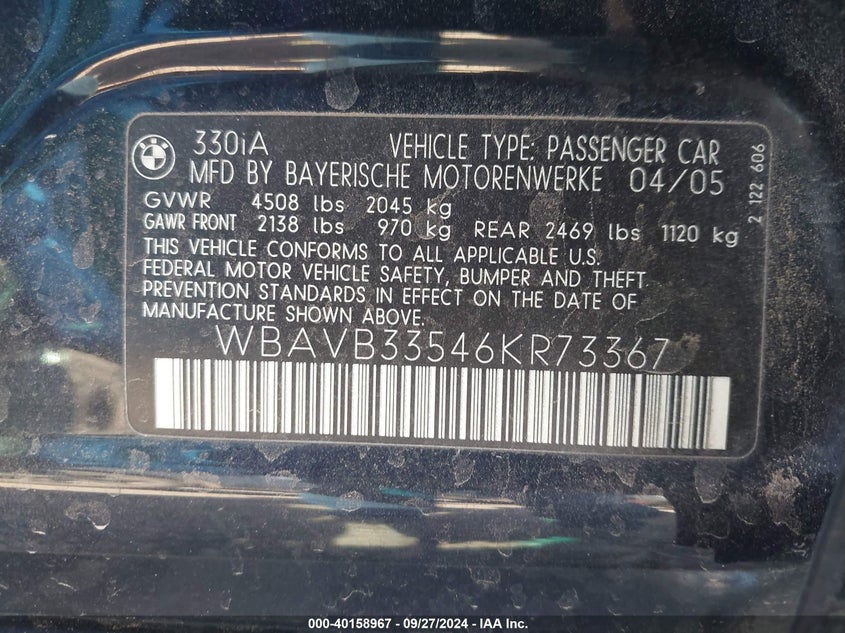 330iA VEHICLE TYPE: PASSENGER CAR
MFD BY BAYERISCHE MOTORENWERKE 04/05
GVWR 4508 lbs 2045 kg
GAWR FRONT 2138 lbs 970 kg REAR 2469 lbs 1120 kg
THIS VEHICLE CONFORMS TO ALL APPLICABLE U.S.
FEDERAL MOTOR VEHICLE SAFETY, BUMPER AND THEFT
PREVENTION STANDARDS IN EFFECT ON THE DATE OF
MANUFACTURE SHOWN ABOVE.
WBAVB33546KR73367
2 122 606
000-40158967 - 09/27/2024 - IAA Inc.